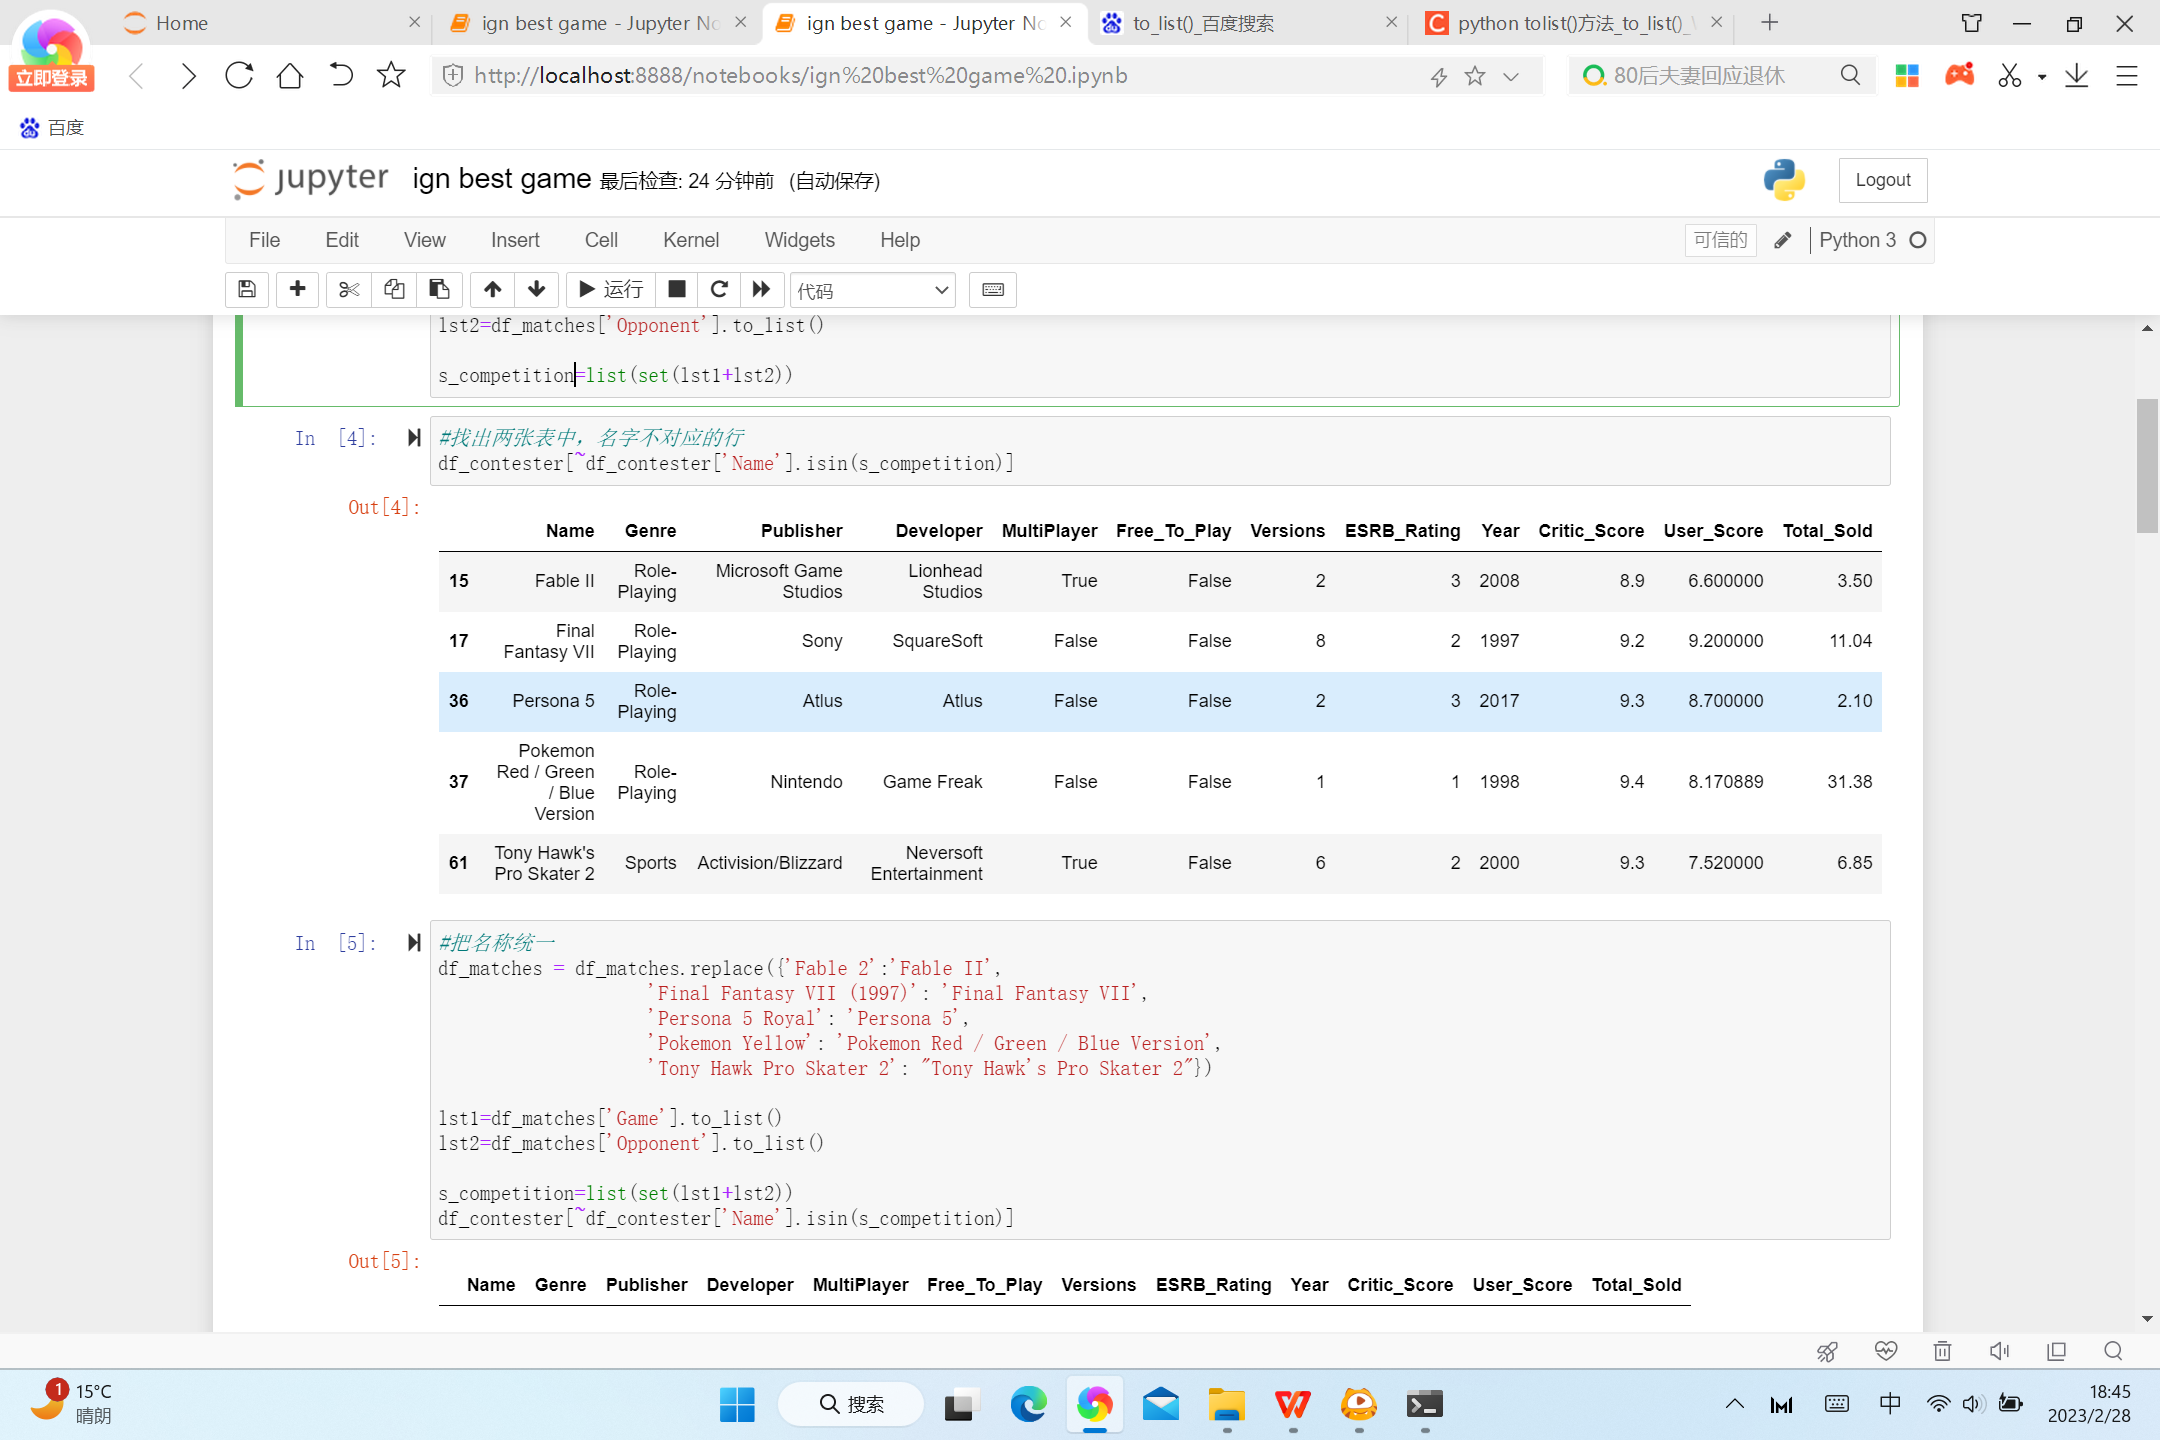 Home
ign best game - Jupyter No
ign best game - Jupyter No
to_list()_百度搜索
python tolist()方法_to_list()_
立即登录
http://localhost:8888/notebooks/ign%20best%20game%20.ipynb
80后夫妻回应退休
百度
jupyter ign best game 最后检查: 24 分钟前 (自动保存)
Logout
File Edit View Insert Cell Kernel Widgets Help
可信的
Python 3
运行
代码
lst2=df_matches['Opponent'].to_list()
s_competition=list(set(lst1+lst2))
In [4]:
#找出两张表中，名字不对应的行
df_contester[~df_contester['Name'].isin(s_competition)]
Out[4]:
Name Genre Publisher Developer MultiPlayer Free_To_Play Versions ESRB_Rating Year Critic_Score User_Score Total_Sold
15 Fable II Role-Playing Microsoft Game Studios Lionhead Studios True False 2 3 2008 8.9 6.600000 3.50
17 Final Fantasy VII Role-Playing Sony SquareSoft False False 8 2 1997 9.2 9.200000 11.04
36 Persona 5 Role-Playing Atlus Atlus False False 2 3 2017 9.3 8.700000 2.10
37 Pokemon Red / Green / Blue Version Role-Playing Nintendo Game Freak False False 1 1 1998 9.4 8.170889 31.38
61 Tony Hawk's Pro Skater 2 Sports Activision/Blizzard Neversoft Entertainment True False 6 2 2000 9.3 7.520000 6.85
In [5]:
#把名称统一
df_matches = df_matches.replace({'Fable 2':'Fable II',
'Final Fantasy VII (1997)': 'Final Fantasy VII',
'Persona 5 Royal': 'Persona 5',
'Pokemon Yellow': 'Pokemon Red / Green / Blue Version',
'Tony Hawk Pro Skater 2': "Tony Hawk's Pro Skater 2"})
lst1=df_matches['Game'].to_list()
lst2=df_matches['Opponent'].to_list()
s_competition=list(set(lst1+lst2))
df_contester[~df_contester['Name'].isin(s_competition)]
Out[5]:
Name Genre Publisher Developer MultiPlayer Free_To_Play Versions ESRB_Rating Year Critic_Score User_Score Total_Sold
1
15°C
晴朗
搜索
中
18:45
2023/2/28